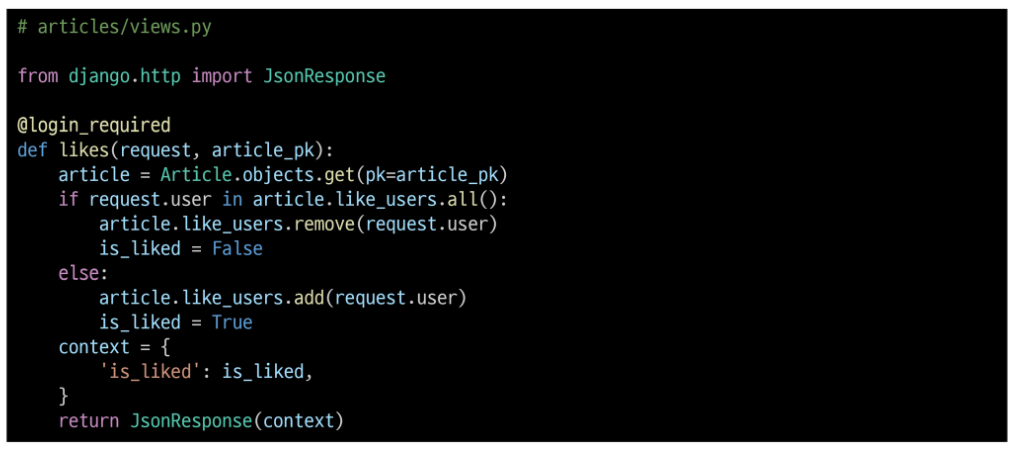 # articles/views.py
from django.http import JsonResponse
@login_required
def likes(request, article_pk):
    article = Article.objects.get(pk=article_pk)
    if request.user in article.like_users.all():
        article.like_users.remove(request.user)
        is_liked = False
    else:
        article.like_users.add(request.user)
        is_liked = True
    context = {
        'is_liked': is_liked,
    }
    return JsonResponse(context)